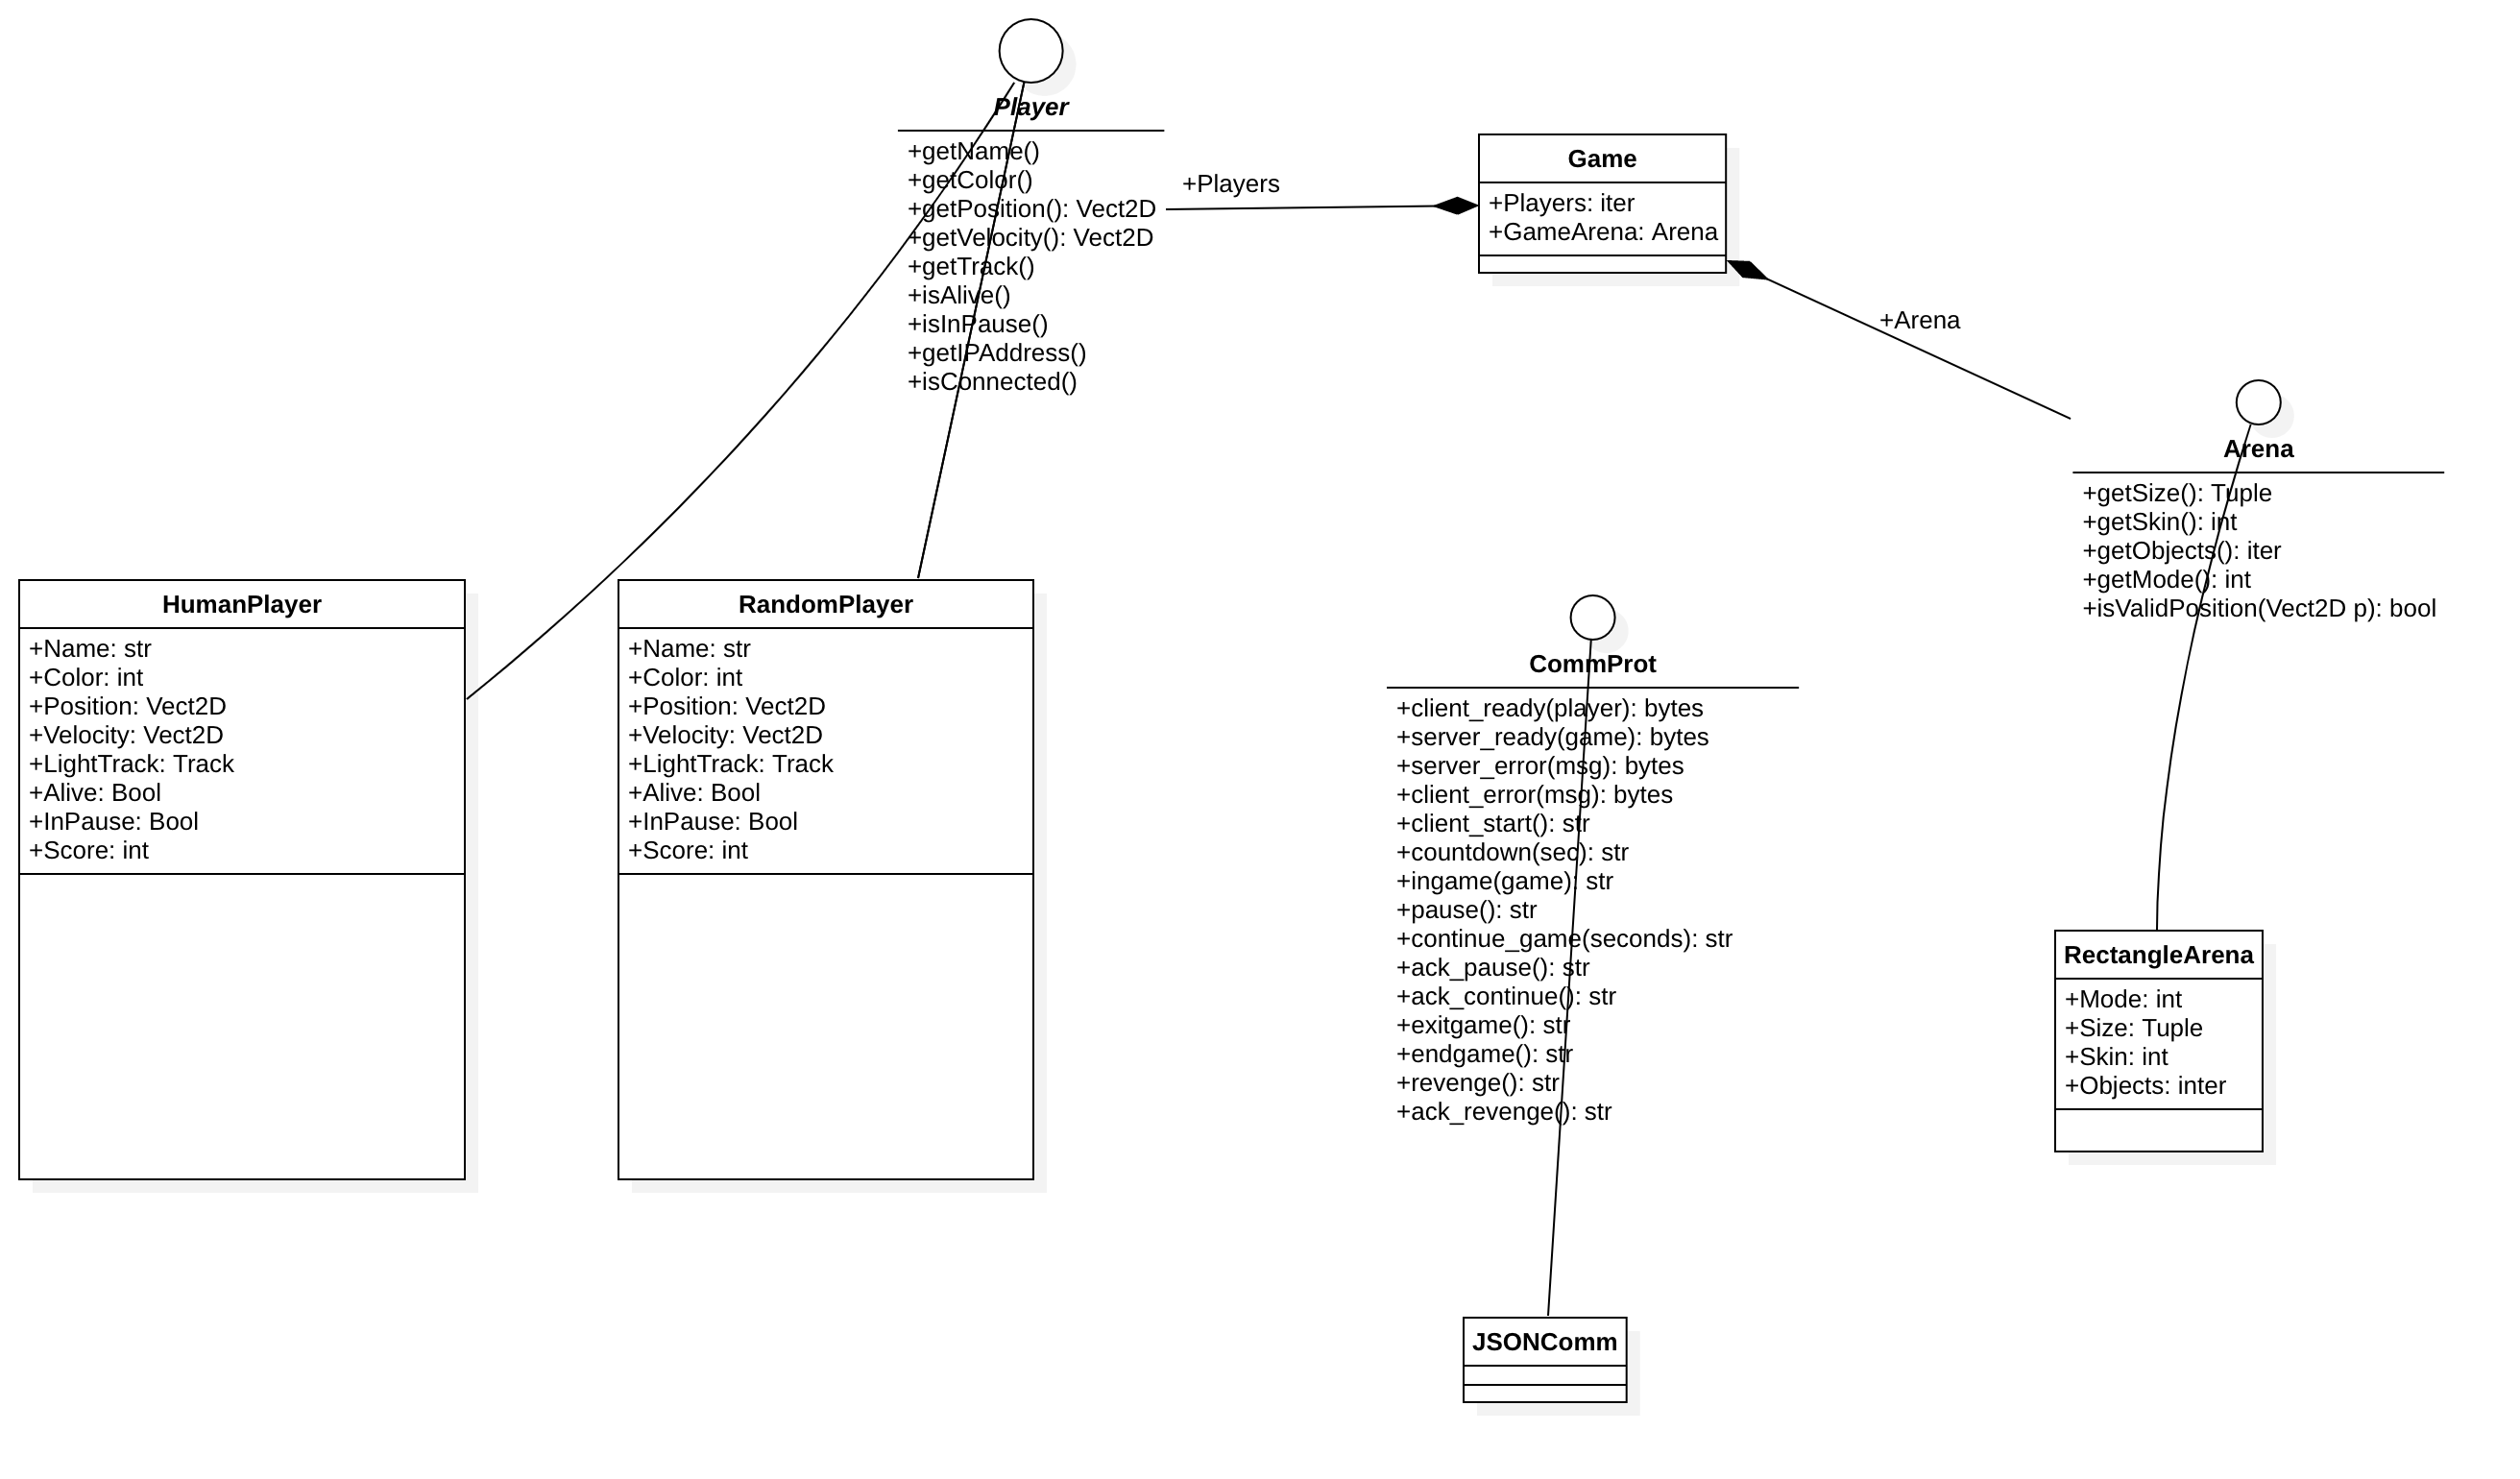 Player
+getName()
+getColor()
+getPosition(): Vect2D
+getVelocity(): Vect2D
+getTrack()
+isAlive()
+isInPause()
+getIPAddress()
+isConnected()
+Players
Game
+Players: iter
+GameArena: Arena
+Arena
Arena
+getSize(): Tuple
+getSkin(): int
+getObjects(): iter
+getMode(): int
+isValidPosition(Vect2D p): bool
HumanPlayer
+Name: str
+Color: int
+Position: Vect2D
+Velocity: Vect2D
+LightTrack: Track
+Alive: Bool
+InPause: Bool
+Score: int
RandomPlayer
+Name: str
+Color: int
+Position: Vect2D
+Velocity: Vect2D
+LightTrack: Track
+Alive: Bool
+InPause: Bool
+Score: int
CommProt
+client_ready(player): bytes
+server_ready(game): bytes
+server_error(msg): bytes
+client_error(msg): bytes
+client_start(): str
+countdown(sec): str
+ingame(game): str
+pause(): str
+continue_game(seconds): str
+ack_pause(): str
+ack_continue(): str
+exitgame(): str
+endgame(): str
+revenge(): str
+ack_revenge(): str
RectangleArena
+Mode: int
+Size: Tuple
+Skin: int
+Objects: inter
JSONComm